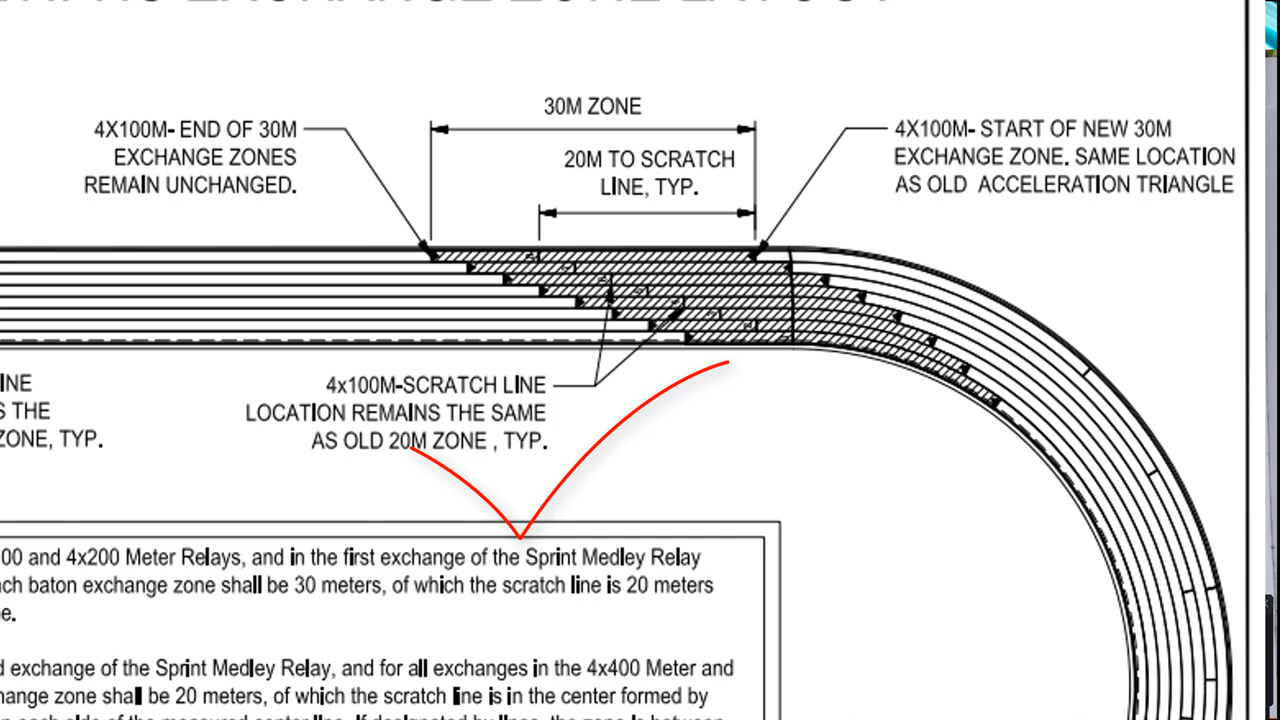 30M ZONE
4X100M- END OF 30M
EXCHANGE ZONES
REMAIN UNCHANGED.
20M TO SCRATCH
LINE, TYP.
4X100M- START OF NEW 30M
EXCHANGE ZONE. SAME LOCATION
AS OLD ACCELERATION TRIANGLE
INE
S THE
ZONE, TYP.
4x100M-SCRATCH LINE
LOCATION REMAINS THE SAME
AS OLD 20M ZONE , TYP.
00 and 4x200 Meter Relays, and in the first exchange of the Sprint Medley Relay
ch baton exchange zone shall be 30 meters, of which the scratch line is 20 meters
e.
d exchange of the Sprint Medley Relay, and for all exchanges in the 4x400 Meter and
hange zone shall be 20 meters, of which the scratch line is in the center formed by